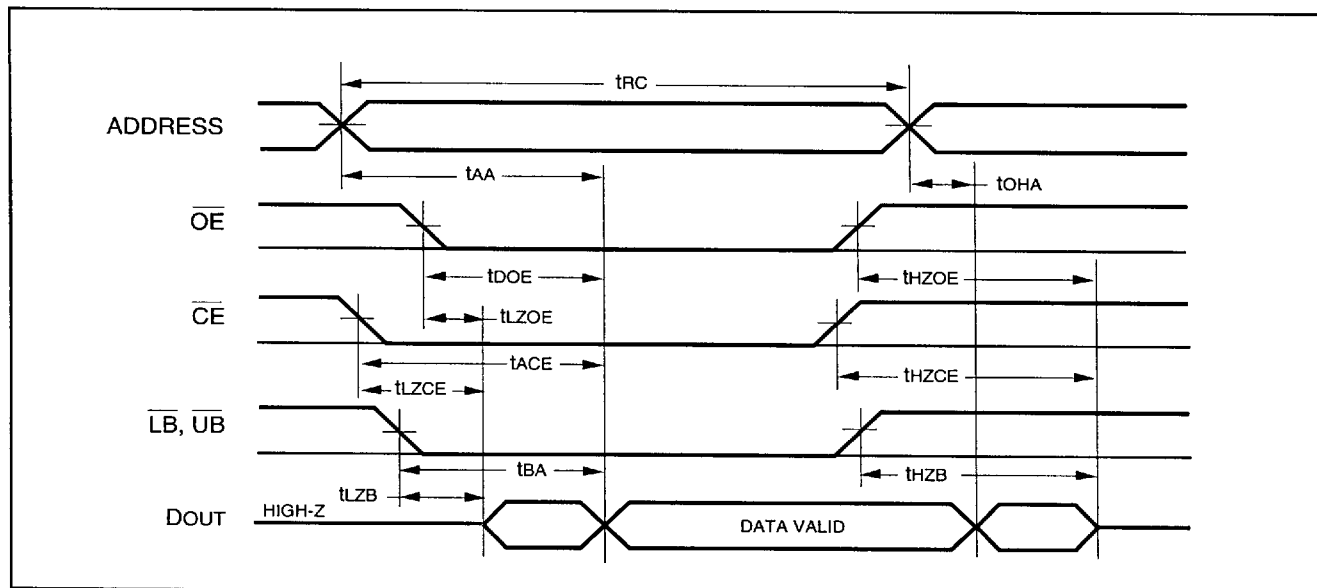 tRC
ADDRESS
tAA
tOHA
OE
tDOE
tHZOE
CE
tLZOE
tACE
tHZCE
tLZCE
LB, UB
tBA
tHZB
tLZB
DOUT
HIGH-Z
DATA VALID